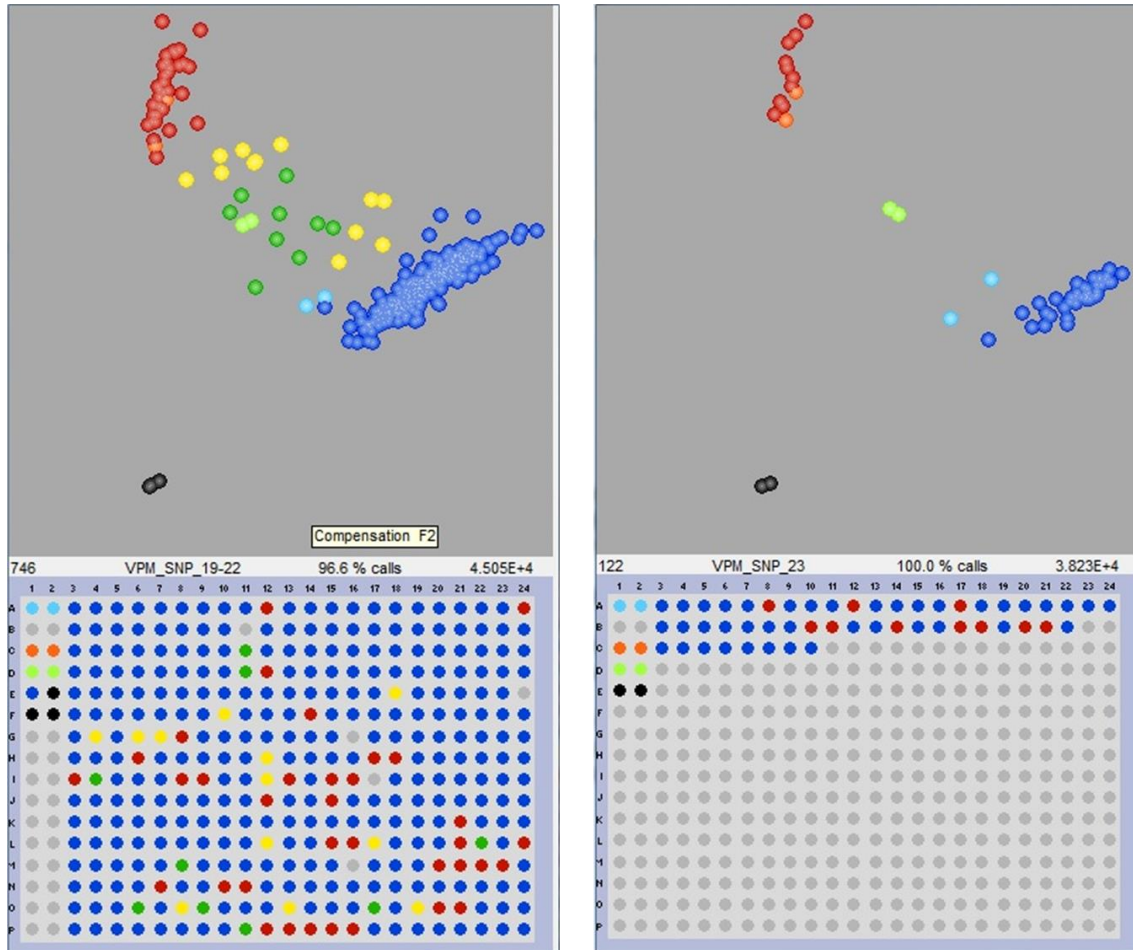 Compensation F2
746 VPM_SNP_19-22 96.6 % calls 4.505E+4
1 2 3 4 5 6 7 8 9 10 11 12 13 14 15 16 17 18 19 20 21 22 23 24
A
B
C
D
E
F
G
H
I
J
K
L
M
N
O
P
122 VPM_SNP_23 100.0 % calls 3.823E+4
1 2 3 4 5 6 7 8 9 10 11 12 13 14 15 16 17 18 19 20 21 22 23 24
A
B
C
D
E
F
G
H
I
J
K
L
M
N
O
P